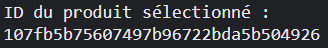 ID du produit sélectionné :
107fb5b75607497b96722bda5b504926